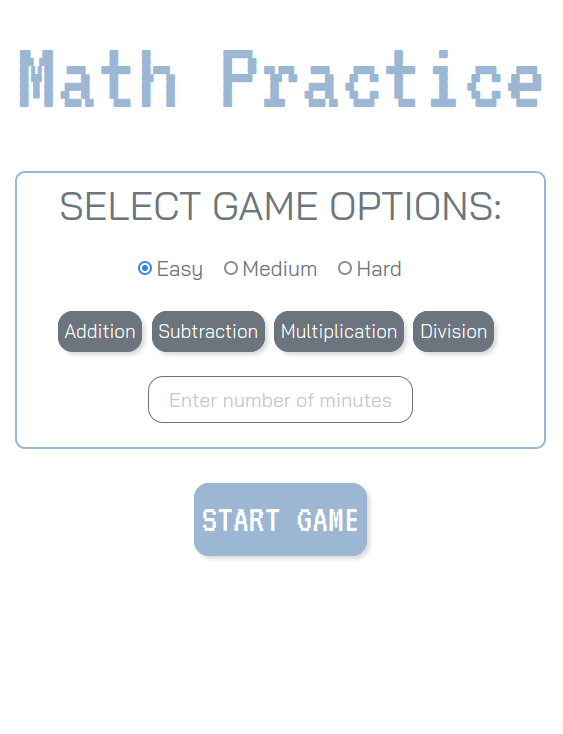 Math Practice
SELECT GAME OPTIONS:
Easy Medium Hard
Addition Subtraction Multiplication Division
Enter number of minutes
START GAME